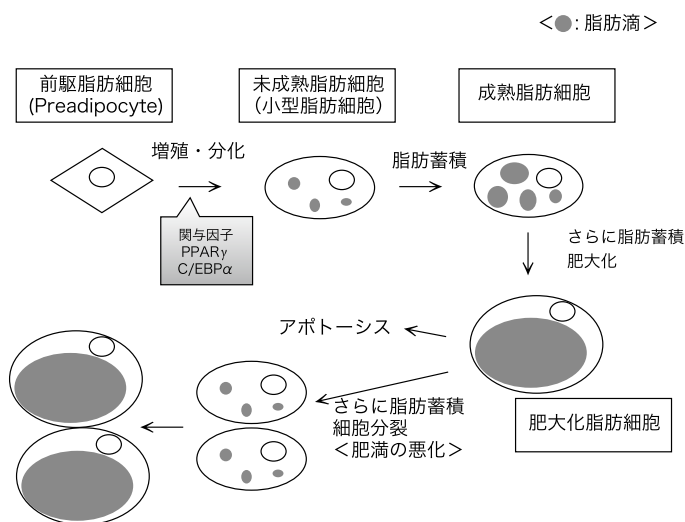 ＜●：脂肪滴＞
前駆脂肪細胞
(Preadipocyte)
未成熟脂肪細胞
（小型脂肪細胞）
成熟脂肪細胞
増殖・分化
脂肪蓄積
関与因子
PPARγ
C/EBPα
さらに脂肪蓄積
肥大化
アポトーシス
さらに脂肪蓄積
細胞分裂
＜肥満の悪化＞
肥大化脂肪細胞